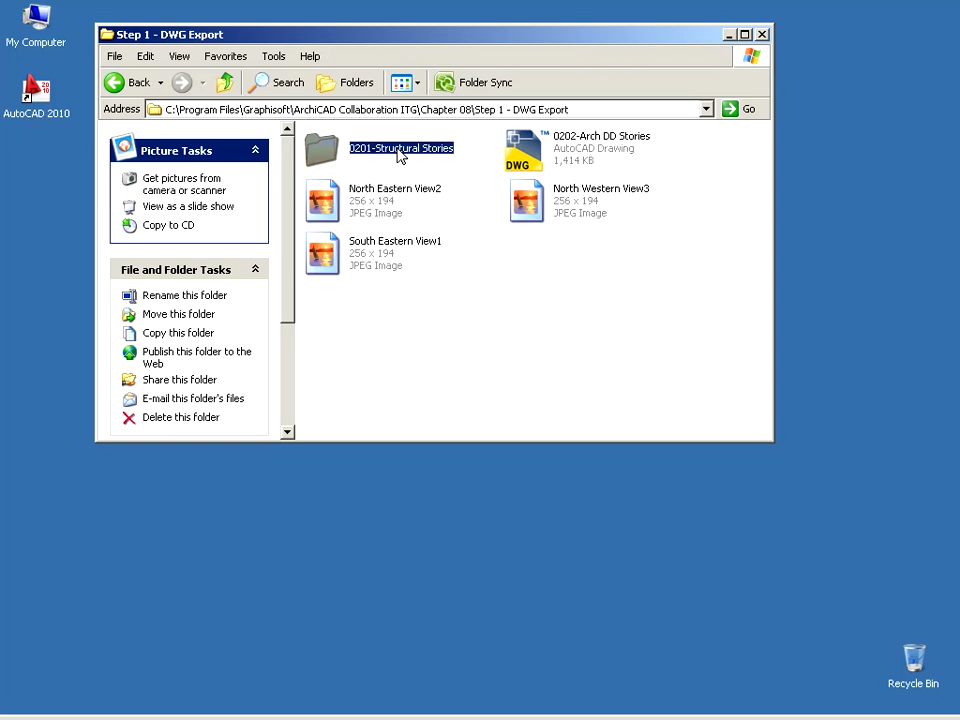 My Computer
AutoCAD 2010
Step 1 - DWG Export
File Edit View Favorites Tools Help
Back Search Folders Folder Sync
Address C:\Program Files\Graphisoft\ArchiCAD Collaboration ITG\Chapter 08\Step 1 - DWG Export Go
Picture Tasks
Get pictures from
camera or scanner
View as a slide show
Copy to CD
File and Folder Tasks
Rename this folder
Move this folder
Copy this folder
Publish this folder to the
Web
Share this folder
E-mail this folder's files
Delete this folder
0201-Structural Stories
DWG
TM
0202-Arch DD Stories
AutoCAD Drawing
1,414 KB
North Eastern View2
256 x 194
JPEG Image
North Western View3
256 x 194
JPEG Image
South Eastern View1
256 x 194
JPEG Image
Recycle Bin